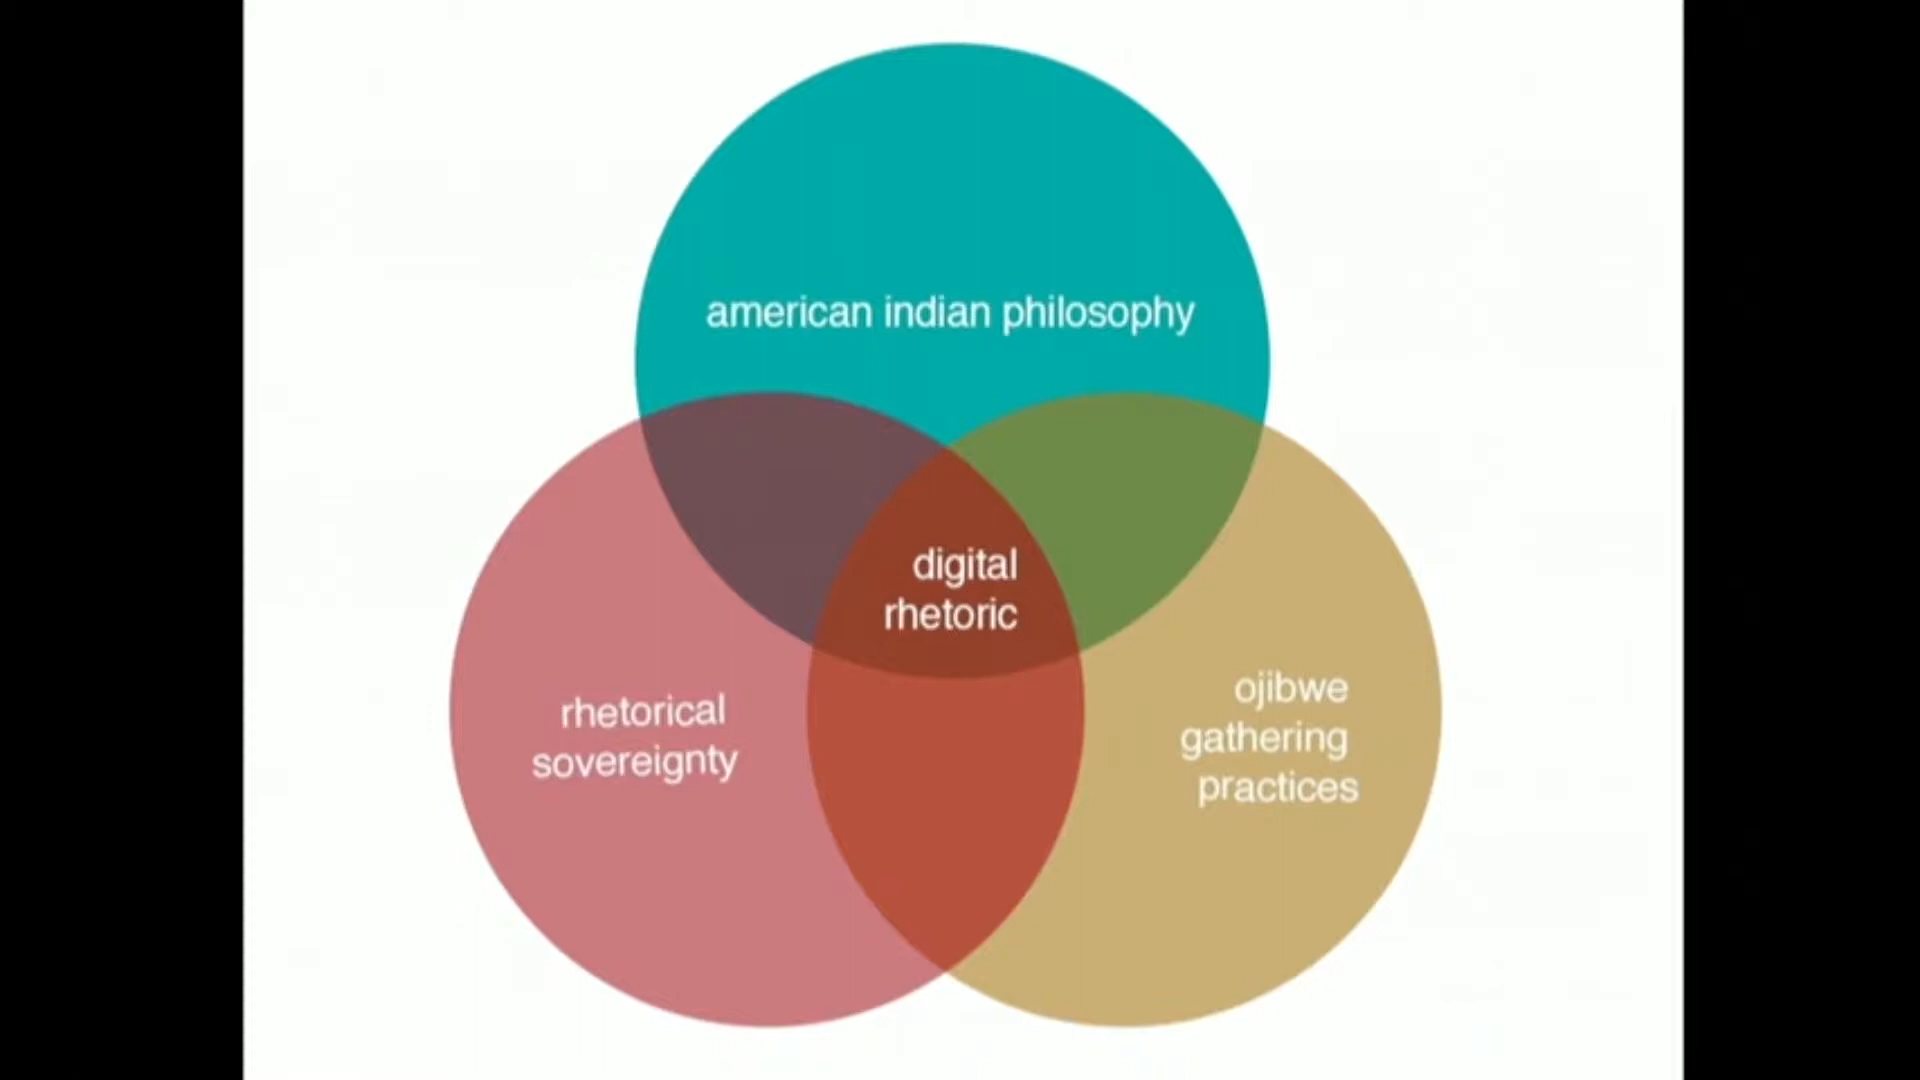 american indian philosophy
digital
rhetoric
rhetorical
sovereignty
ojibwe
gathering
practices